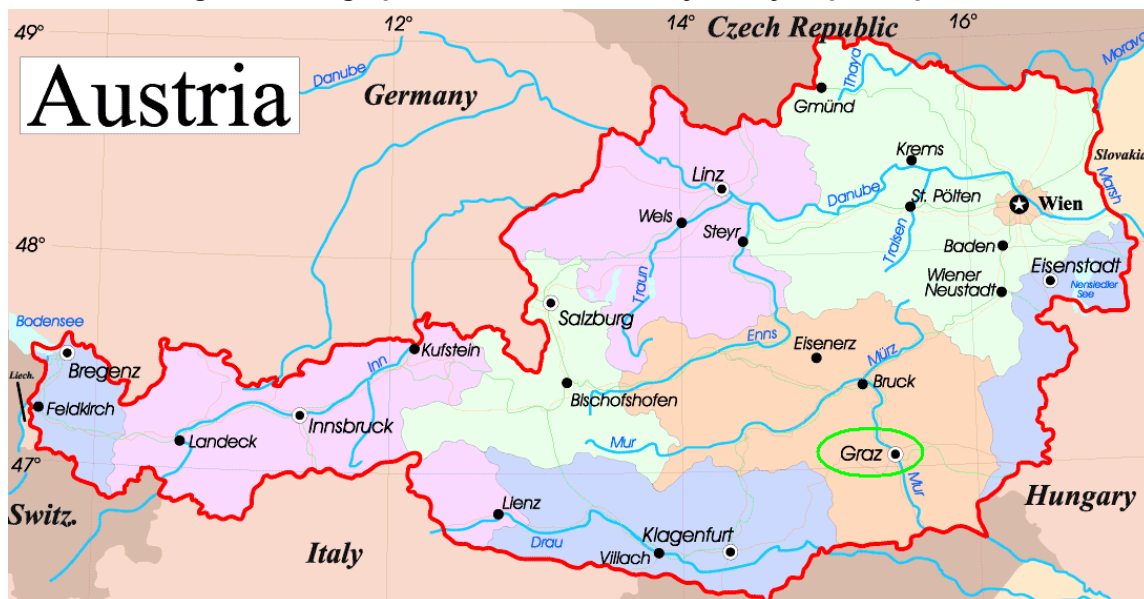 12°
14°
16°
49°
Czech Republic
Austria
Danube
Germany
Thaya
Morava
Gmünd
Krems
Slovakia
Linz
Danube
St. Pölten
Wien
Marsh
Wels
Steyr
Traisen
48°
Baden
Eisenstadt
Traun
Wiener
Neustadt
Neusiedler
See
Salzburg
Bodensee
Enns
Eisenerz
Mürz
Inn
Kufstein
Bregenz
Liech.
Bischofshofen
Bruck
Feldkirch
Innsbruck
Landeck
Mur
Graz
47°
Mur
Hungary
Switz.
Lienz
Italy
Drau
Klagenfurt
Villach